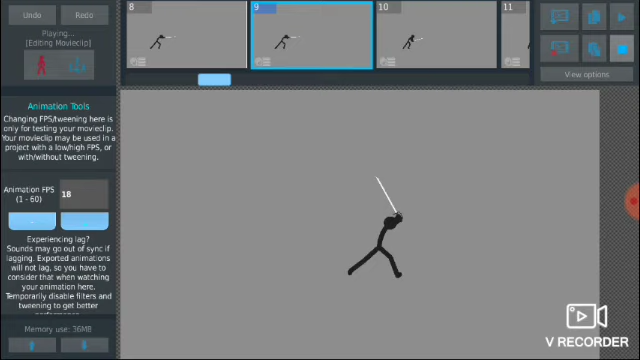 Undo
Redo
8
9
10
11
Playing...
[Editing Movieclip]
View options
Animation Tools
Changing FPS/tweening here is
only for testing your movieclip.
Your movieclip may be used in a
project with a low/high FPS, or
with/without tweening.
Animation FPS
(1 - 60)
18
Experiencing lag?
Sounds may go out of sync if
lagging. Exported animations
will not lag, so you have to
consider that when watching
your animation here.
Temporarily disable filters and
tweening to get better
Memory use: 36MB
V RECORDER